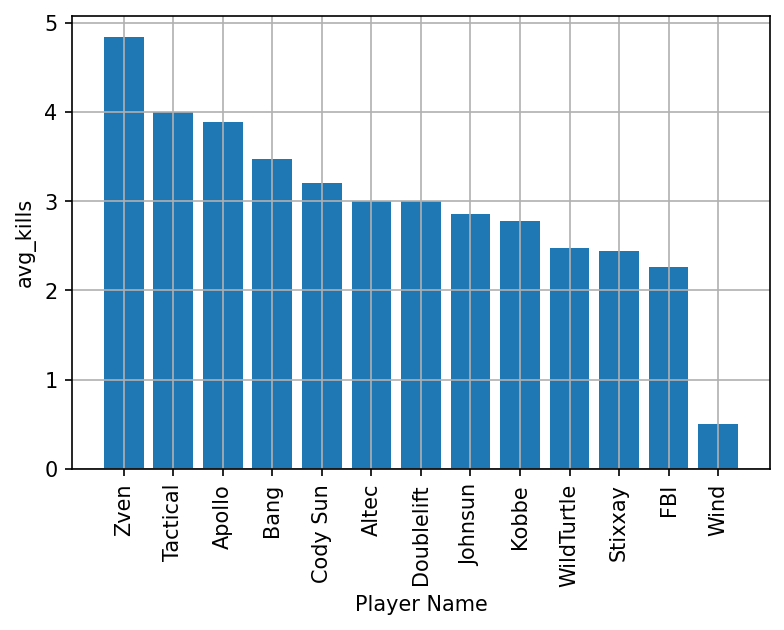 5
4
3
2
1
0
avg_kills
Zven
Tactical
Apollo
Bang
Cody Sun
Altec
Doublelift
Johnsun
Kobbe
WildTurtle
Stixxay
FBI
Wind
Player Name